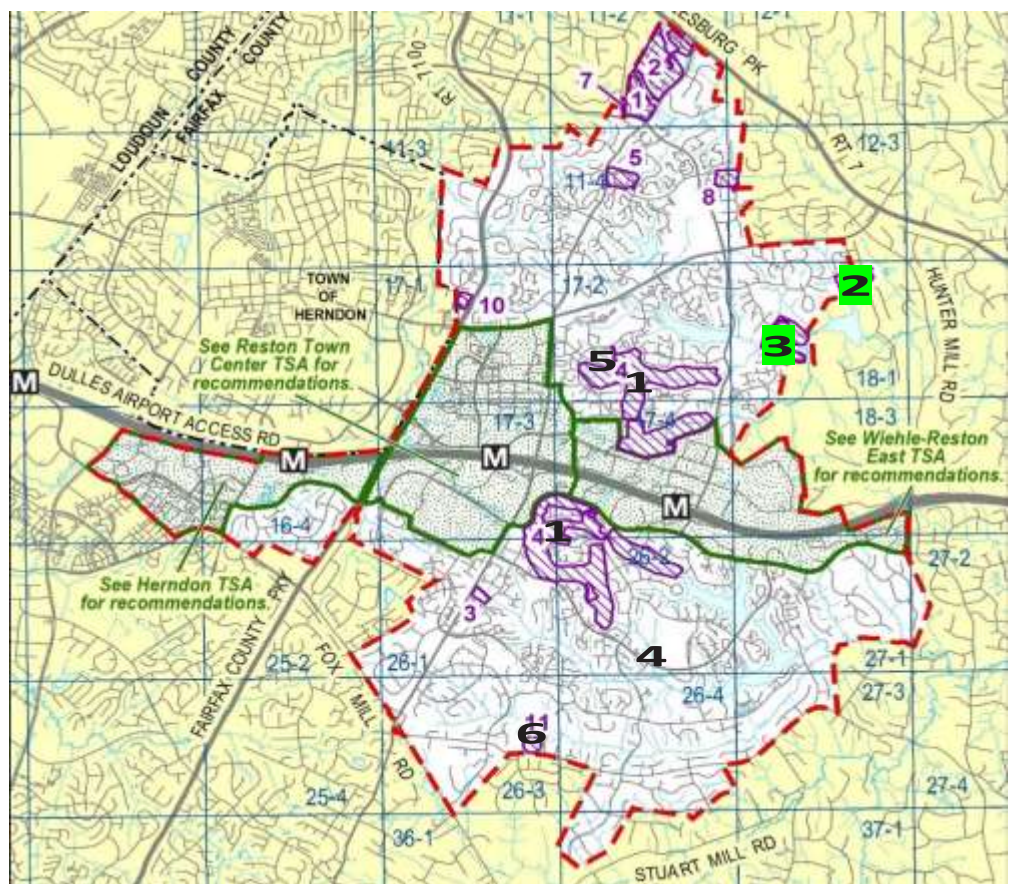 11-1
11-2
12-1
ESBURG PK
LOUDOUN COUNTY
FAIRFAX COUNTY
RT. 7100
7
2
1
RT. 7
12-3
11-3
5
11-4
8
17-1
TOWN
OF
HERNDON
17-2
10
2
HUNTER MILL RD
See Reston Town
Center TSA for
recommendations.
3
5
4
1
18-1
M
DULLES AIRPORT ACCESS RD
17-3
17-4
18-3
See Wiehle-Reston
East TSA
for recommendations.
M
M
M
16-4
4
1
26-2
27-2
See Herndon TSA
for recommendations.
3
FAIRFAX COUNTY PKY
25-2
FOX MILL RD
26-1
4
27-1
26-4
27-3
11
6
25-4
26-3
27-4
36-1
37-1
STUART MILL RD